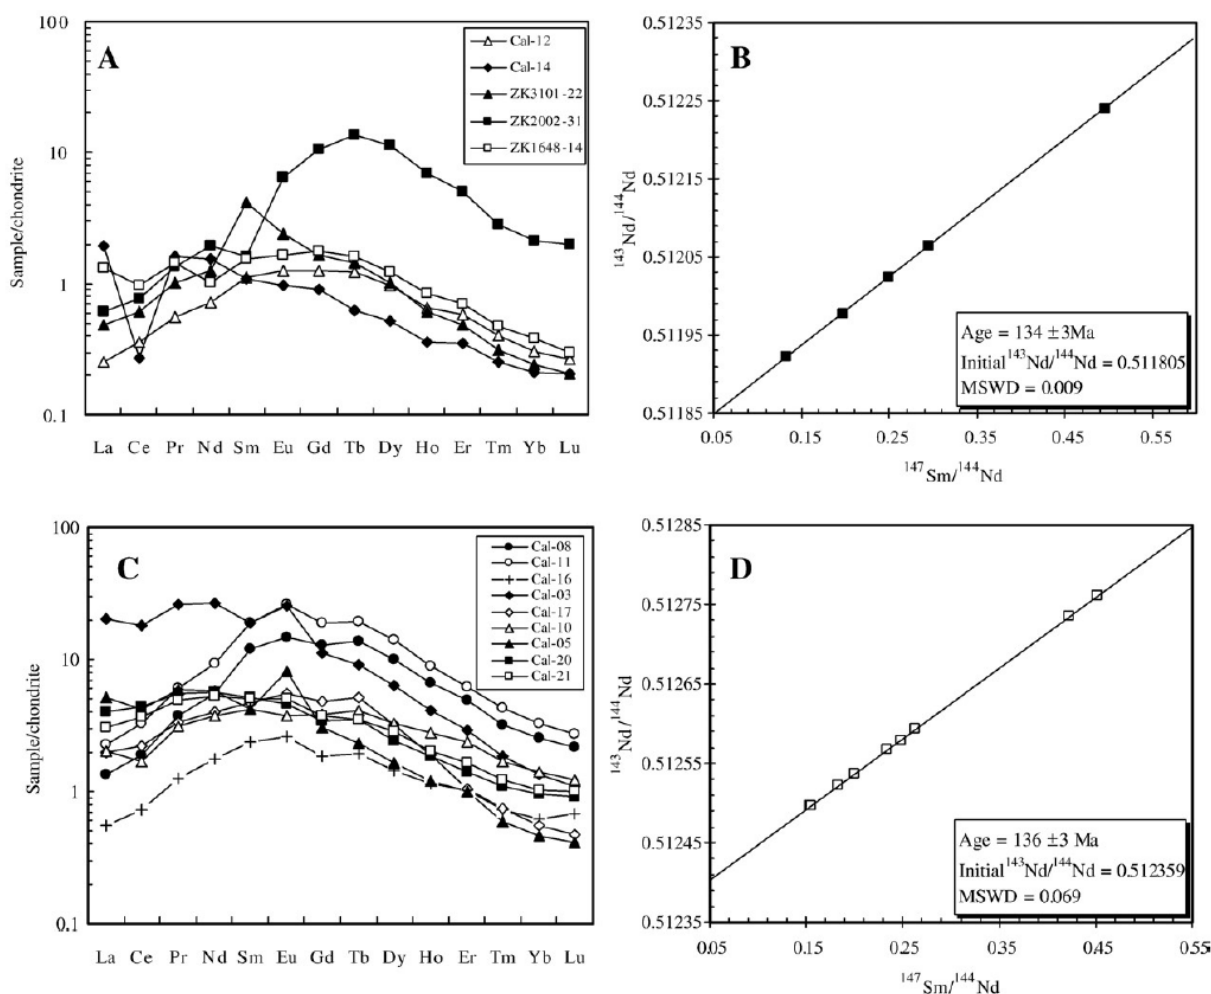 A
Sample/chondrite
100
10
1
0.1
Cal-12
Cal-14
ZK3101-22
ZK2002-31
ZK1648-14
La Ce Pr Nd Sm Eu Gd Tb Dy Ho Er Tm Yb Lu
B
143Nd/144Nd
0.51235
0.51225
0.51215
0.51205
0.51195
0.51185
Age = 134 ±3Ma
Initial 143Nd/144Nd = 0.511805
MSWD = 0.009
0.05 0.15 0.25 0.35 0.45 0.55
147Sm/144Nd
C
Sample/chondrite
100
10
1
0.1
Cal-08
Cal-11
Cal-16
Cal-03
Cal-17
Cal-10
Cal-05
Cal-20
Cal-21
La Ce Pr Nd Sm Eu Gd Tb Dy Ho Er Tm Yb Lu
D
143Nd/144Nd
0.51285
0.51275
0.51265
0.51255
0.51245
0.51235
Age = 136 ±3 Ma
Initial 143Nd/144Nd = 0.512359
MSWD = 0.069
0.05 0.15 0.25 0.35 0.45 0.55
147Sm/144Nd